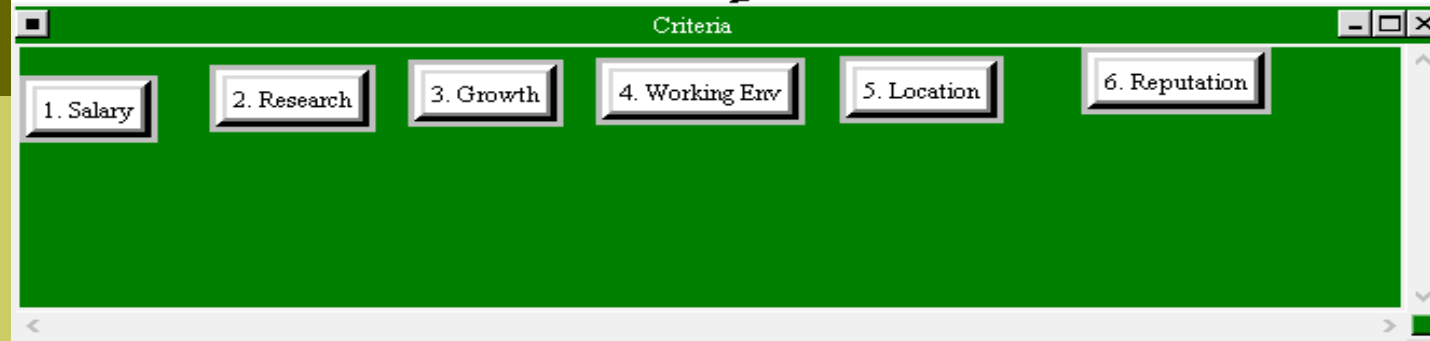 Criteria
1. Salary
2. Research
3. Growth
4. Working Env
5. Location
6. Reputation